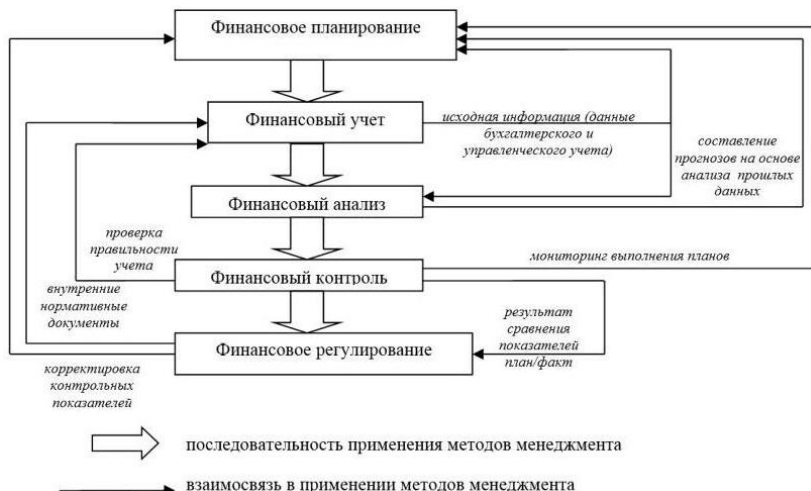 Финансовое планирование
Финансовый учет
исходная информация (данные
бухгалтерского и
управленческого учета)
составление
прогнозов на основе
анализа прошлых
данных
Финансовый анализ
проверка
правильности
учета
мониторинг выполнения планов
Финансовый контроль
внутренние
нормативные
документы
результат
сравнения
показателей
план/факт
Финансовое регулирование
корректировка
контрольных
показателей
последовательность применения методов менеджмента
взаимосвязь в применении методов менеджмента